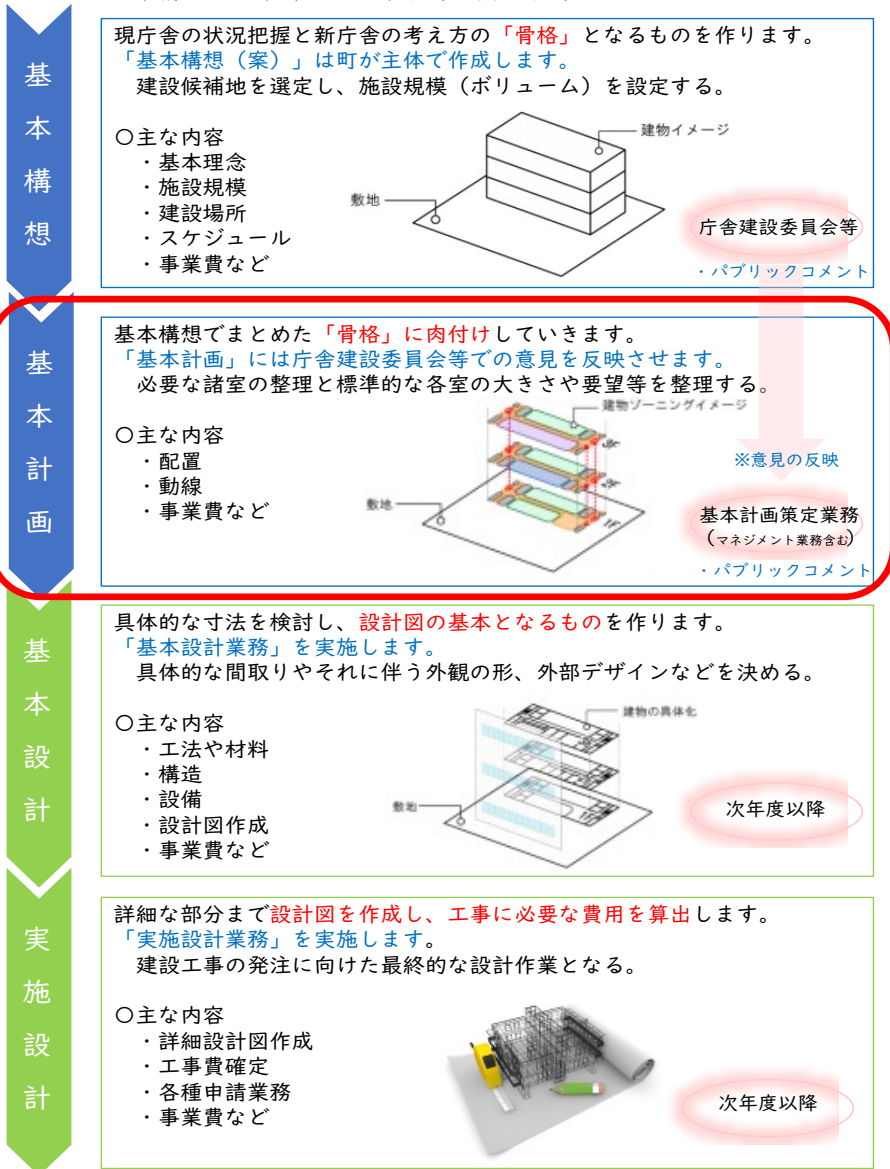 基本構想
現庁舎の状況把握と新庁舎の考え方の「骨格」となるものを作ります。
「基本構想（案）」は町が主体で作成します。
建設候補地を選定し、施設規模（ボリューム）を設定する。
〇主な内容
・基本理念
・施設規模
・建設場所
・スケジュール
・事業費など
建物イメージ
敷地
庁舎建設委員会等
・パブリックコメント
基本計画
基本構想でまとめた「骨格」に肉付けしていきます。
「基本計画」には庁舎建設委員会等での意見を反映させます。
必要な諸室の整理と標準的な各室の大きさや要望等を整理する。
〇主な内容
・配置
・動線
・事業費など
建物ゾーニングイメージ
3F
2F
1F
敷地
※意見の反映
基本計画策定業務
（マネジメント業務含む）
・パブリックコメント
基本設計
具体的な寸法を検討し、設計図の基本となるものを作ります。
「基本設計業務」を実施します。
具体的な間取りやそれに伴う外観の形、外部デザインなどを決める。
〇主な内容
・工法や材料
・構造
・設備
・設計図作成
・事業費など
建物の具体化
敷地
次年度以降
実施設計
詳細な部分まで設計図を作成し、工事に必要な費用を算出します。
「実施設計業務」を実施します。
建設工事の発注に向けた最終的な設計作業となる。
〇主な内容
・詳細設計図作成
・工事費確定
・各種申請業務
・事業費など
次年度以降